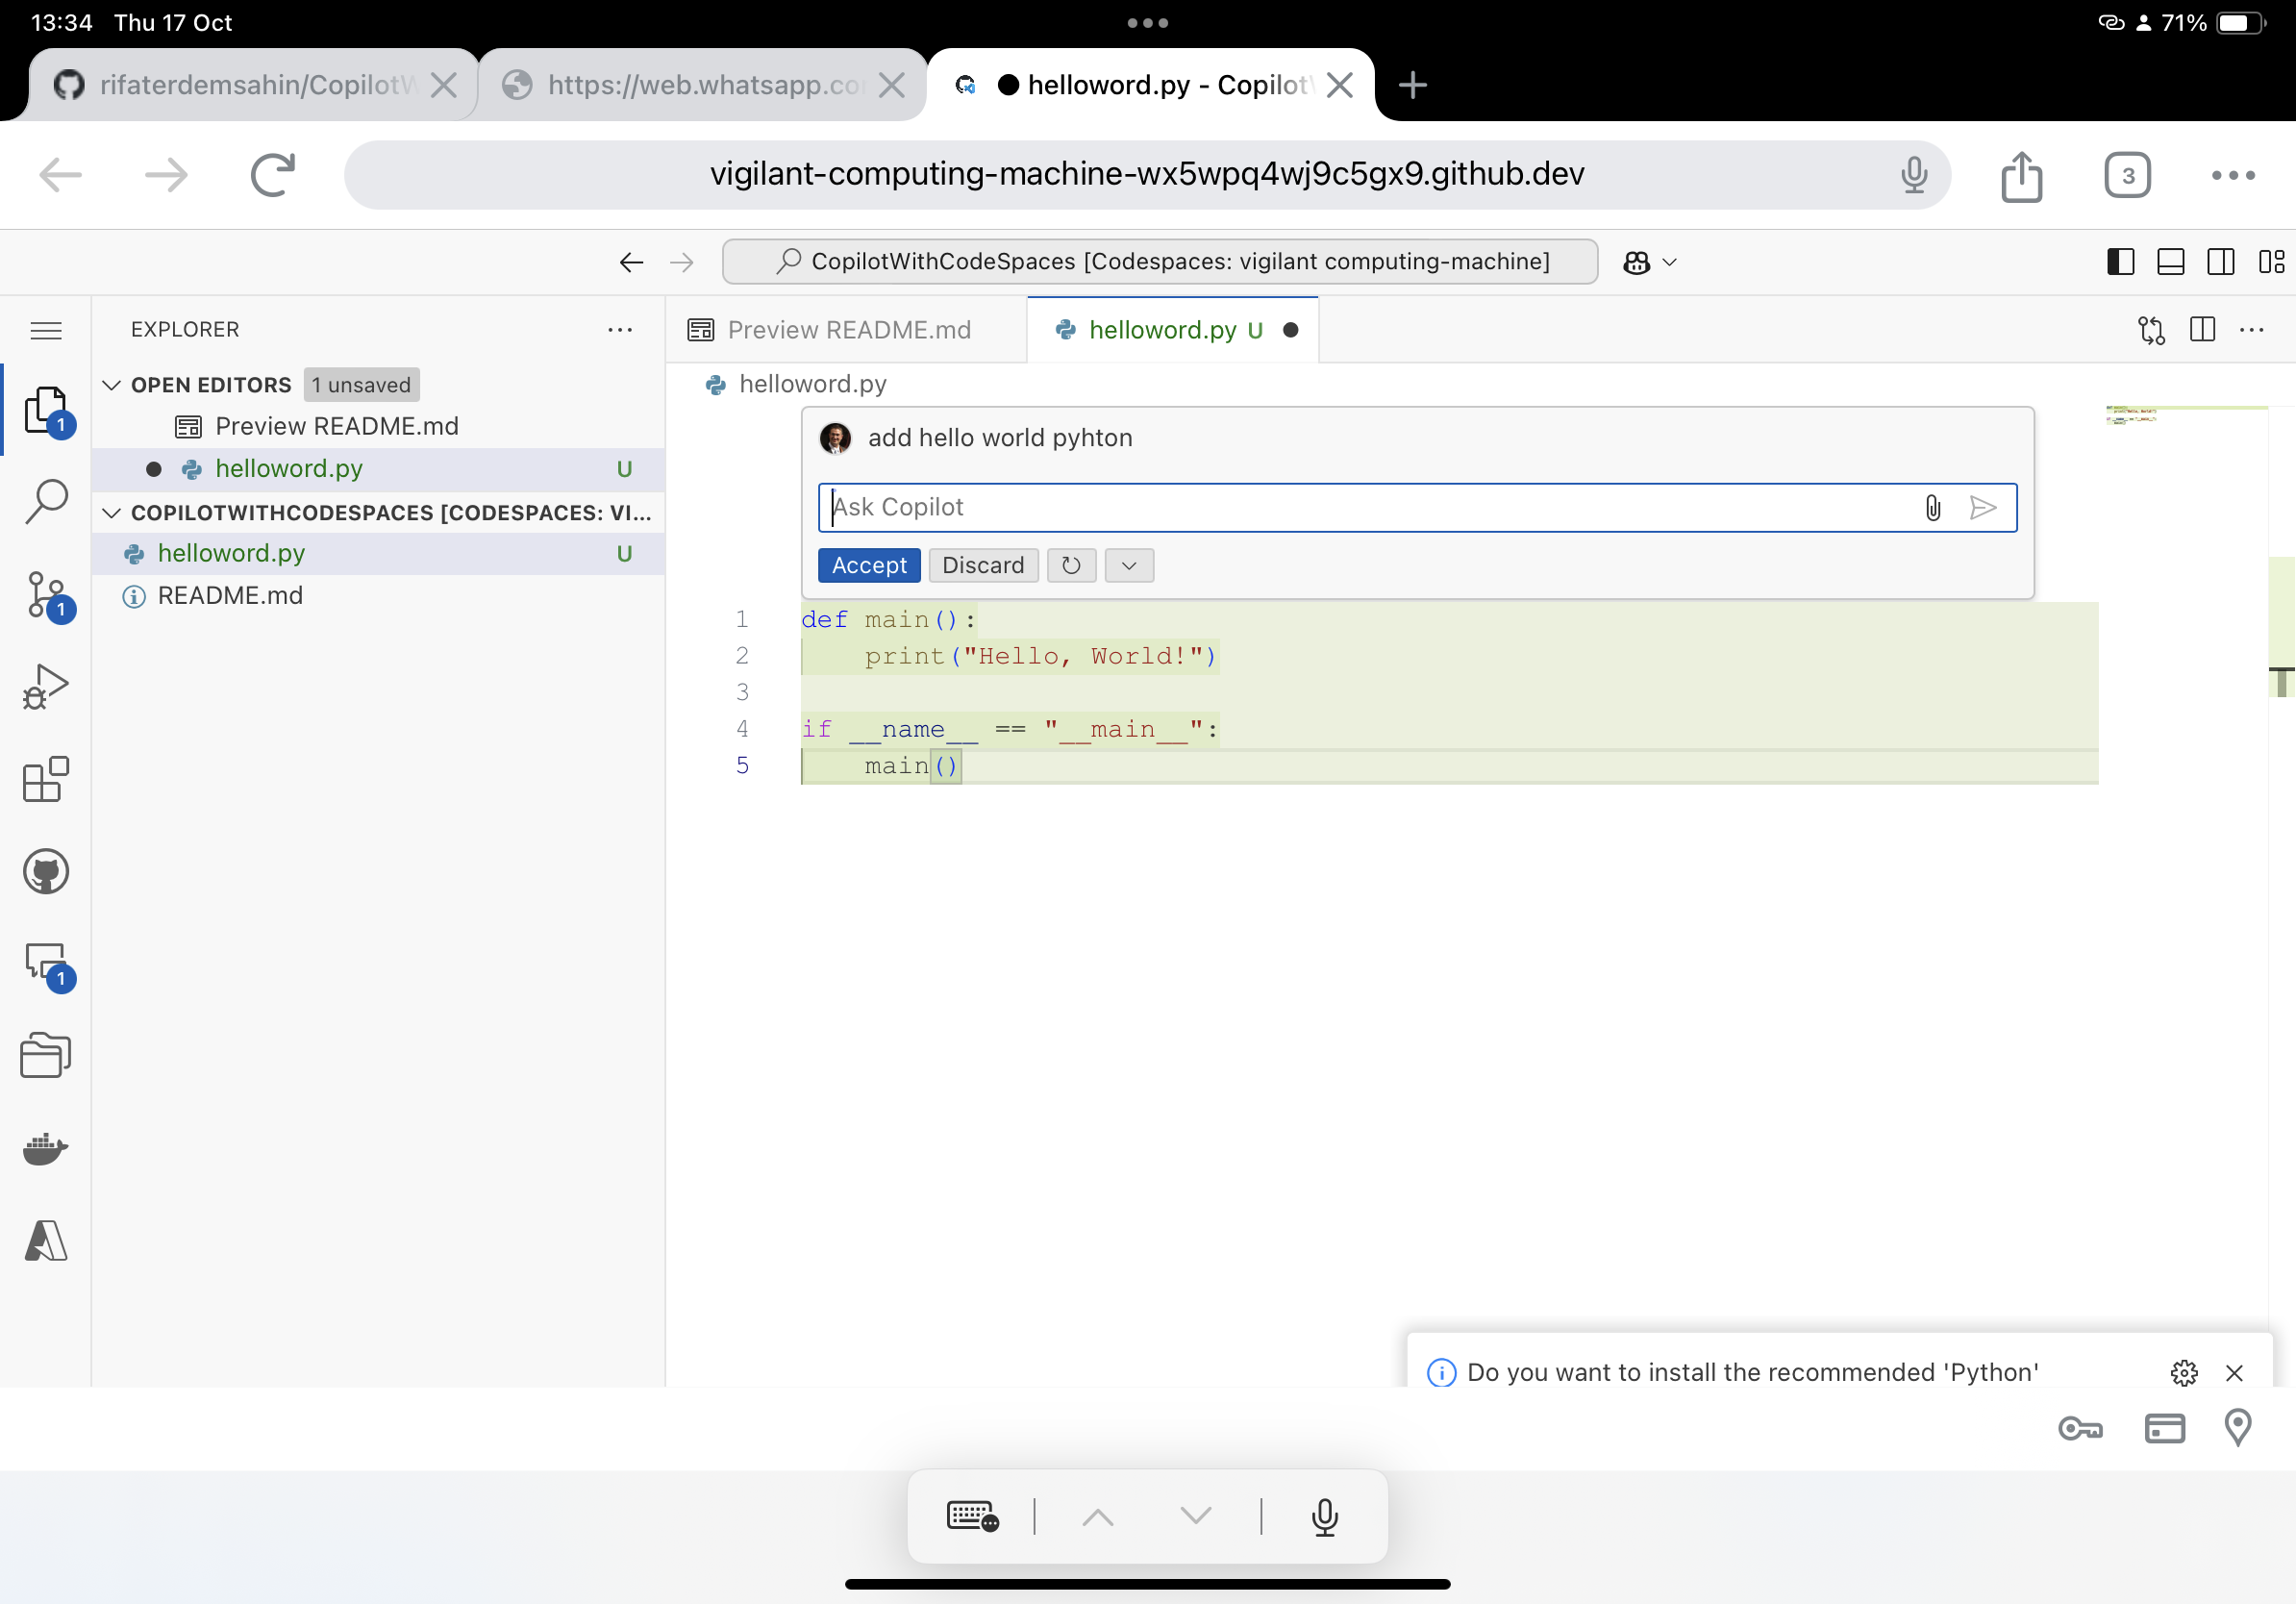 13:34 Thu 17 Oct
71%
rifaterdemsahin/CopilotW
https://web.whatsapp.co
helloword.py - Copilot
vigilant-computing-machine-wx5wpq4wj9c5gx9.github.dev
3
CopilotWithCodeSpaces [Codespaces: vigilant computing-machine]
EXPLORER
Preview README.md
helloword.py U
OPEN EDITORS 1 unsaved
helloword.py
Preview README.md
1
add hello world pyhton
helloword.py U
Ask Copilot
COPILOTWITHCODESPACES [CODESPACES: VI...
helloword.py U
Accept Discard
README.md
1
1 def main():
2 print("Hello, World!")
3
4 if __name__ == "__main__":
5 main()
1
Do you want to install the recommended 'Python'